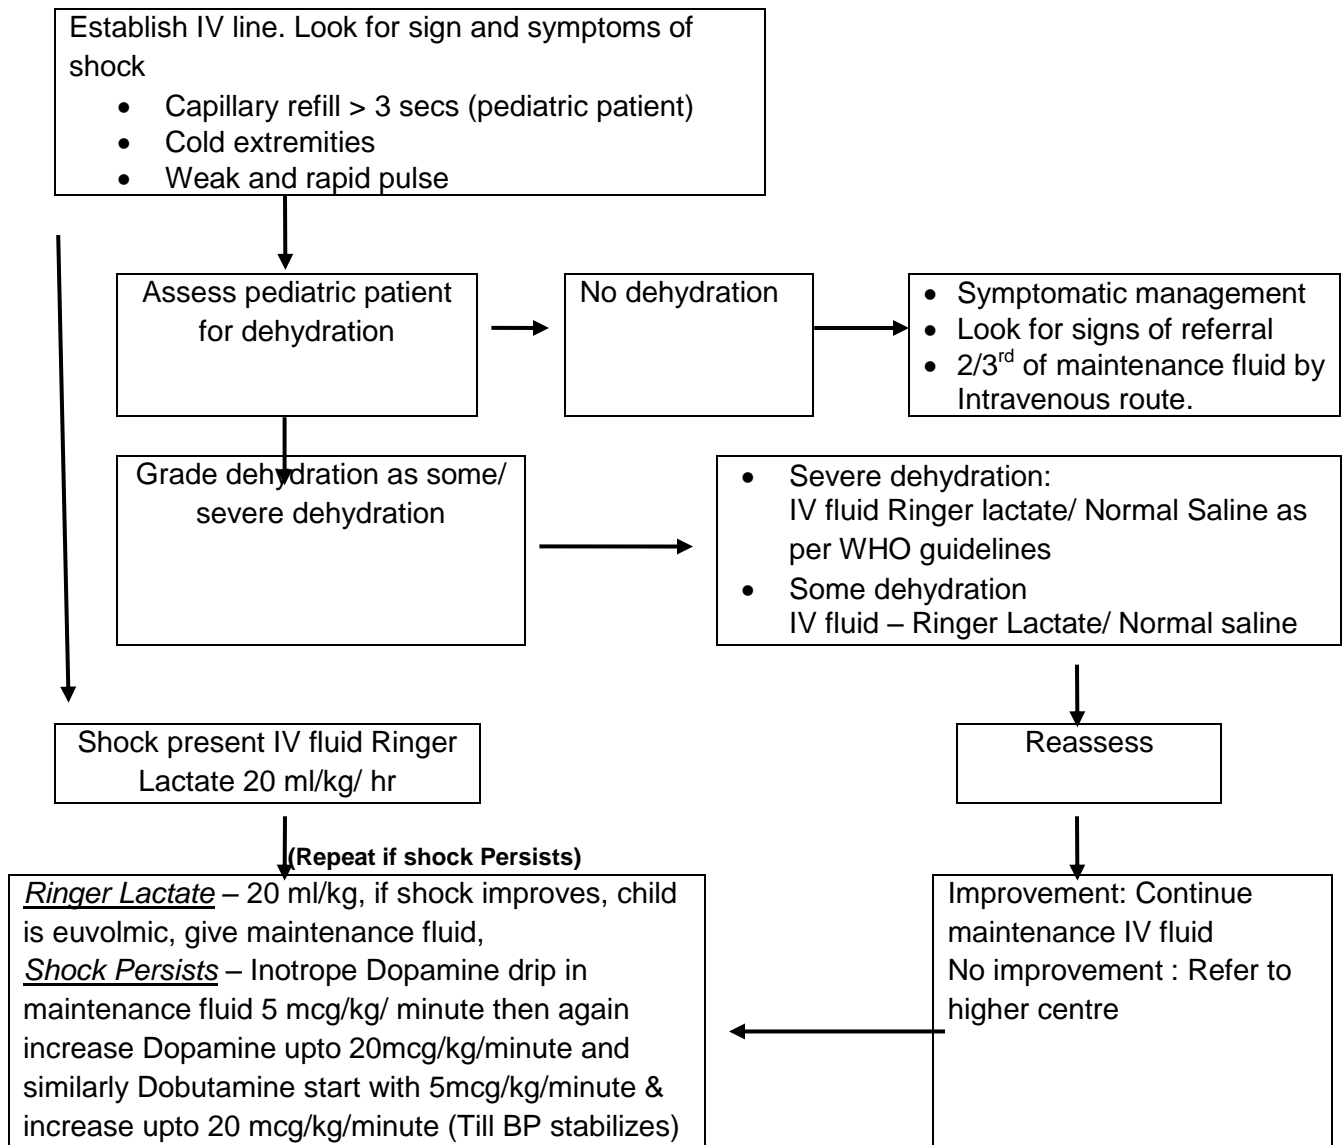 Establish IV line. Look for sign and symptoms of
shock
• Capillary refill > 3 secs (pediatric patient)
• Cold extremities
• Weak and rapid pulse
Assess pediatric patient
for dehydration
No dehydration
• Symptomatic management
• Look for signs of referral
• 2/3rd of maintenance fluid by
Intravenous route.
Grade dehydration as some/
severe dehydration
• Severe dehydration:
IV fluid Ringer lactate/ Normal Saline as
per WHO guidelines
• Some dehydration
IV fluid – Ringer Lactate/ Normal saline
Shock present IV fluid Ringer
Lactate 20 ml/kg/ hr
Reassess
(Repeat if shock Persists)
Ringer Lactate – 20 ml/kg, if shock improves, child
is euvolmic, give maintenance fluid,
Shock Persists – Inotrope Dopamine drip in
maintenance fluid 5 mcg/kg/ minute then again
increase Dopamine upto 20mcg/kg/minute and
similarly Dobutamine start with 5mcg/kg/minute &
increase upto 20 mcg/kg/minute (Till BP stabilizes)
Improvement: Continue
maintenance IV fluid
No improvement : Refer to
higher centre